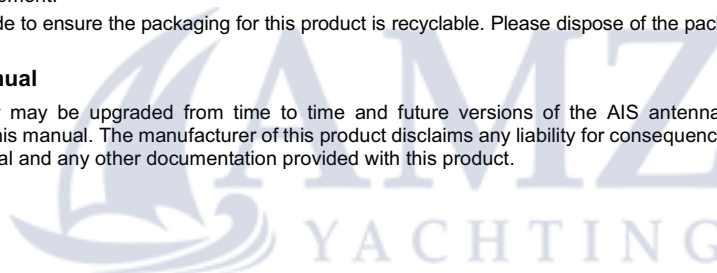 de to ensure the packaging for this product is recyclable. Please dispose of the pac
nual
may be upgraded from time to time and future versions of the AIS antenna
his manual. The manufacturer of this product disclaims any liability for consequenc
al and any other documentation provided with this product.
AMZ
YACHTING